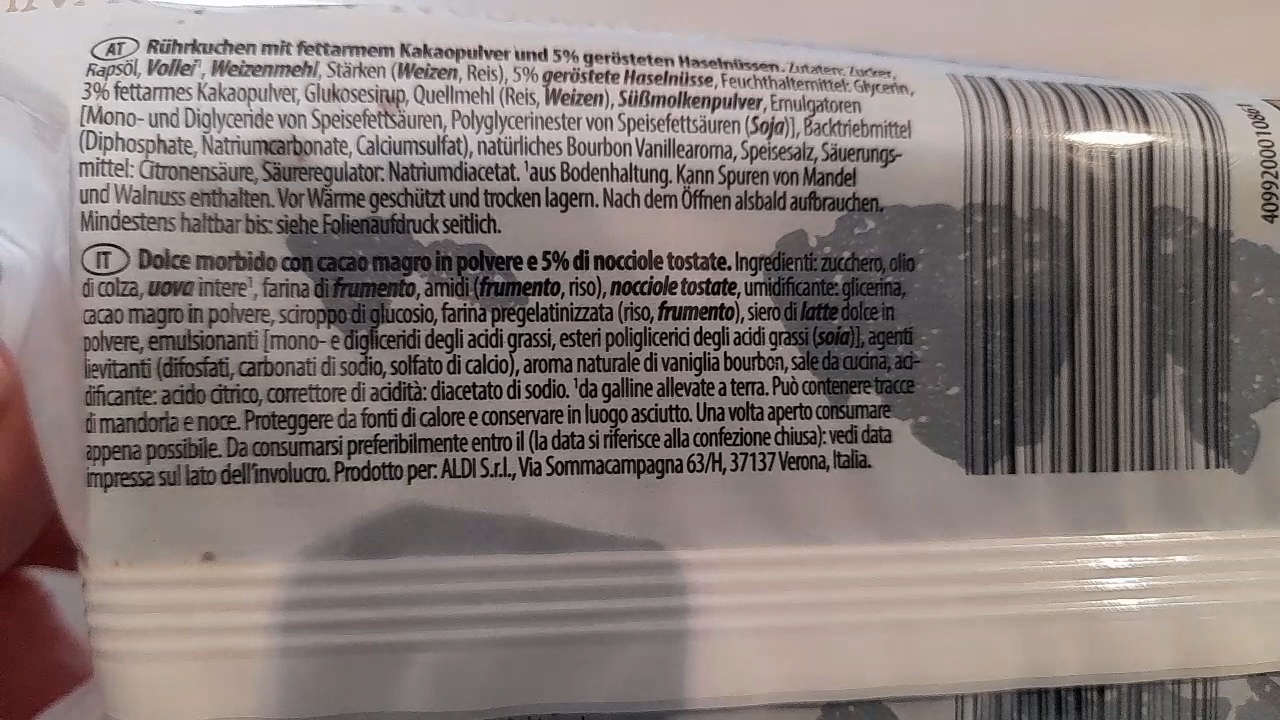 AT Rührkuchen mit fettarmem Kakaopulver und 5% gerösteten Haselnüssen. Zutaten: Zucker,
Rapsöl, Vollei¹, Weizenmehl, Stärken (Weizen, Reis), 5% geröstete Haselnüsse, Feuchthaltemittel: Glycerin,
3% fettarmes Kakaopulver, Glukosesirup, Quellmehl (Reis, Weizen), Süßmolkenpulver, Emulgatoren
[Mono- und Diglyceride von Speisefettsäuren, Polyglycerinester von Speisefettsäuren (Soja)], Backtriebmittel
(Diphosphate, Natriumcarbonate, Calciumsulfat), natürliches Bourbon Vanillearoma, Speisesalz, Säuerungs-
mittel: Citronensäure, Säureregulator: Natriumdiacetat. ¹aus Bodenhaltung. Kann Spuren von Mandel
und Walnuss enthalten. Vor Wärme geschützt und trocken lagern. Nach dem Öffnen alsbald aufbrauchen.
Mindestens haltbar bis: siehe Folienaufdruck seitlich.
IT Dolce morbido con cacao magro in polvere e 5% di nocciole tostate. Ingredienti: zucchero, olio
di colza, uova intere¹, farina di frumento, amidi (frumento, riso), nocciole tostate, umidificante: glicerina,
cacao magro in polvere, sciroppo di glucosio, farina pregelatinizzata (riso, frumento), siero di latte dolce in
polvere, emulsionanti [mono- e digliceridi degli acidi grassi, esteri poliglicerici degli acidi grassi (soia)], agenti
lievitanti (difosfati, carbonati di sodio, solfato di calcio), aroma naturale di vaniglia bourbon, sale da cucina, aci-
dificante: acido citrico, correttore di acidità: diacetato di sodio. ¹da galline allevate a terra. Può contenere tracce
di mandorla e noce. Proteggere da fonti di calore e conservare in luogo asciutto. Una volta aperto consumare
appena possibile. Da consumarsi preferibilmente entro il (la data si riferisce alla confezione chiusa): vedi data
impressa sul lato dell'involucro. Prodotto per: ALDI S.r.l., Via Sommacampagna 63/H, 37137 Verona, Italia.